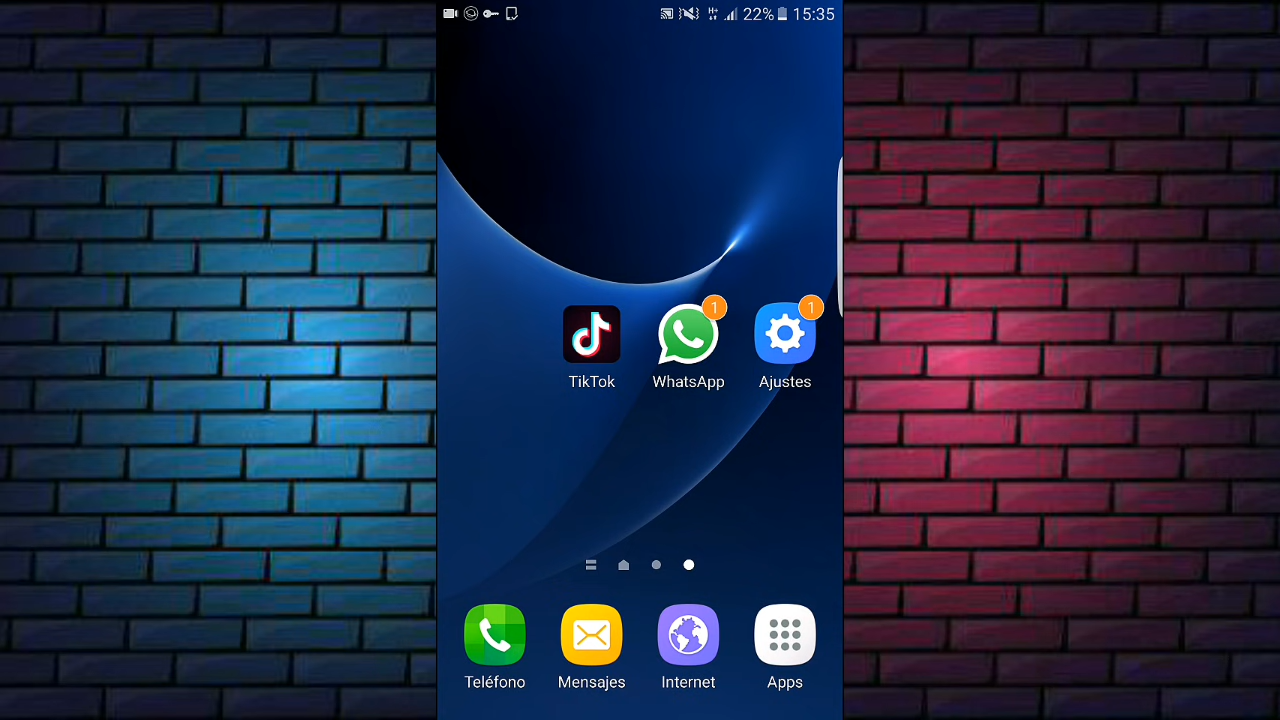 H+ 22% 15:35
1 1
TikTok WhatsApp Ajustes
Teléfono Mensajes Internet Apps